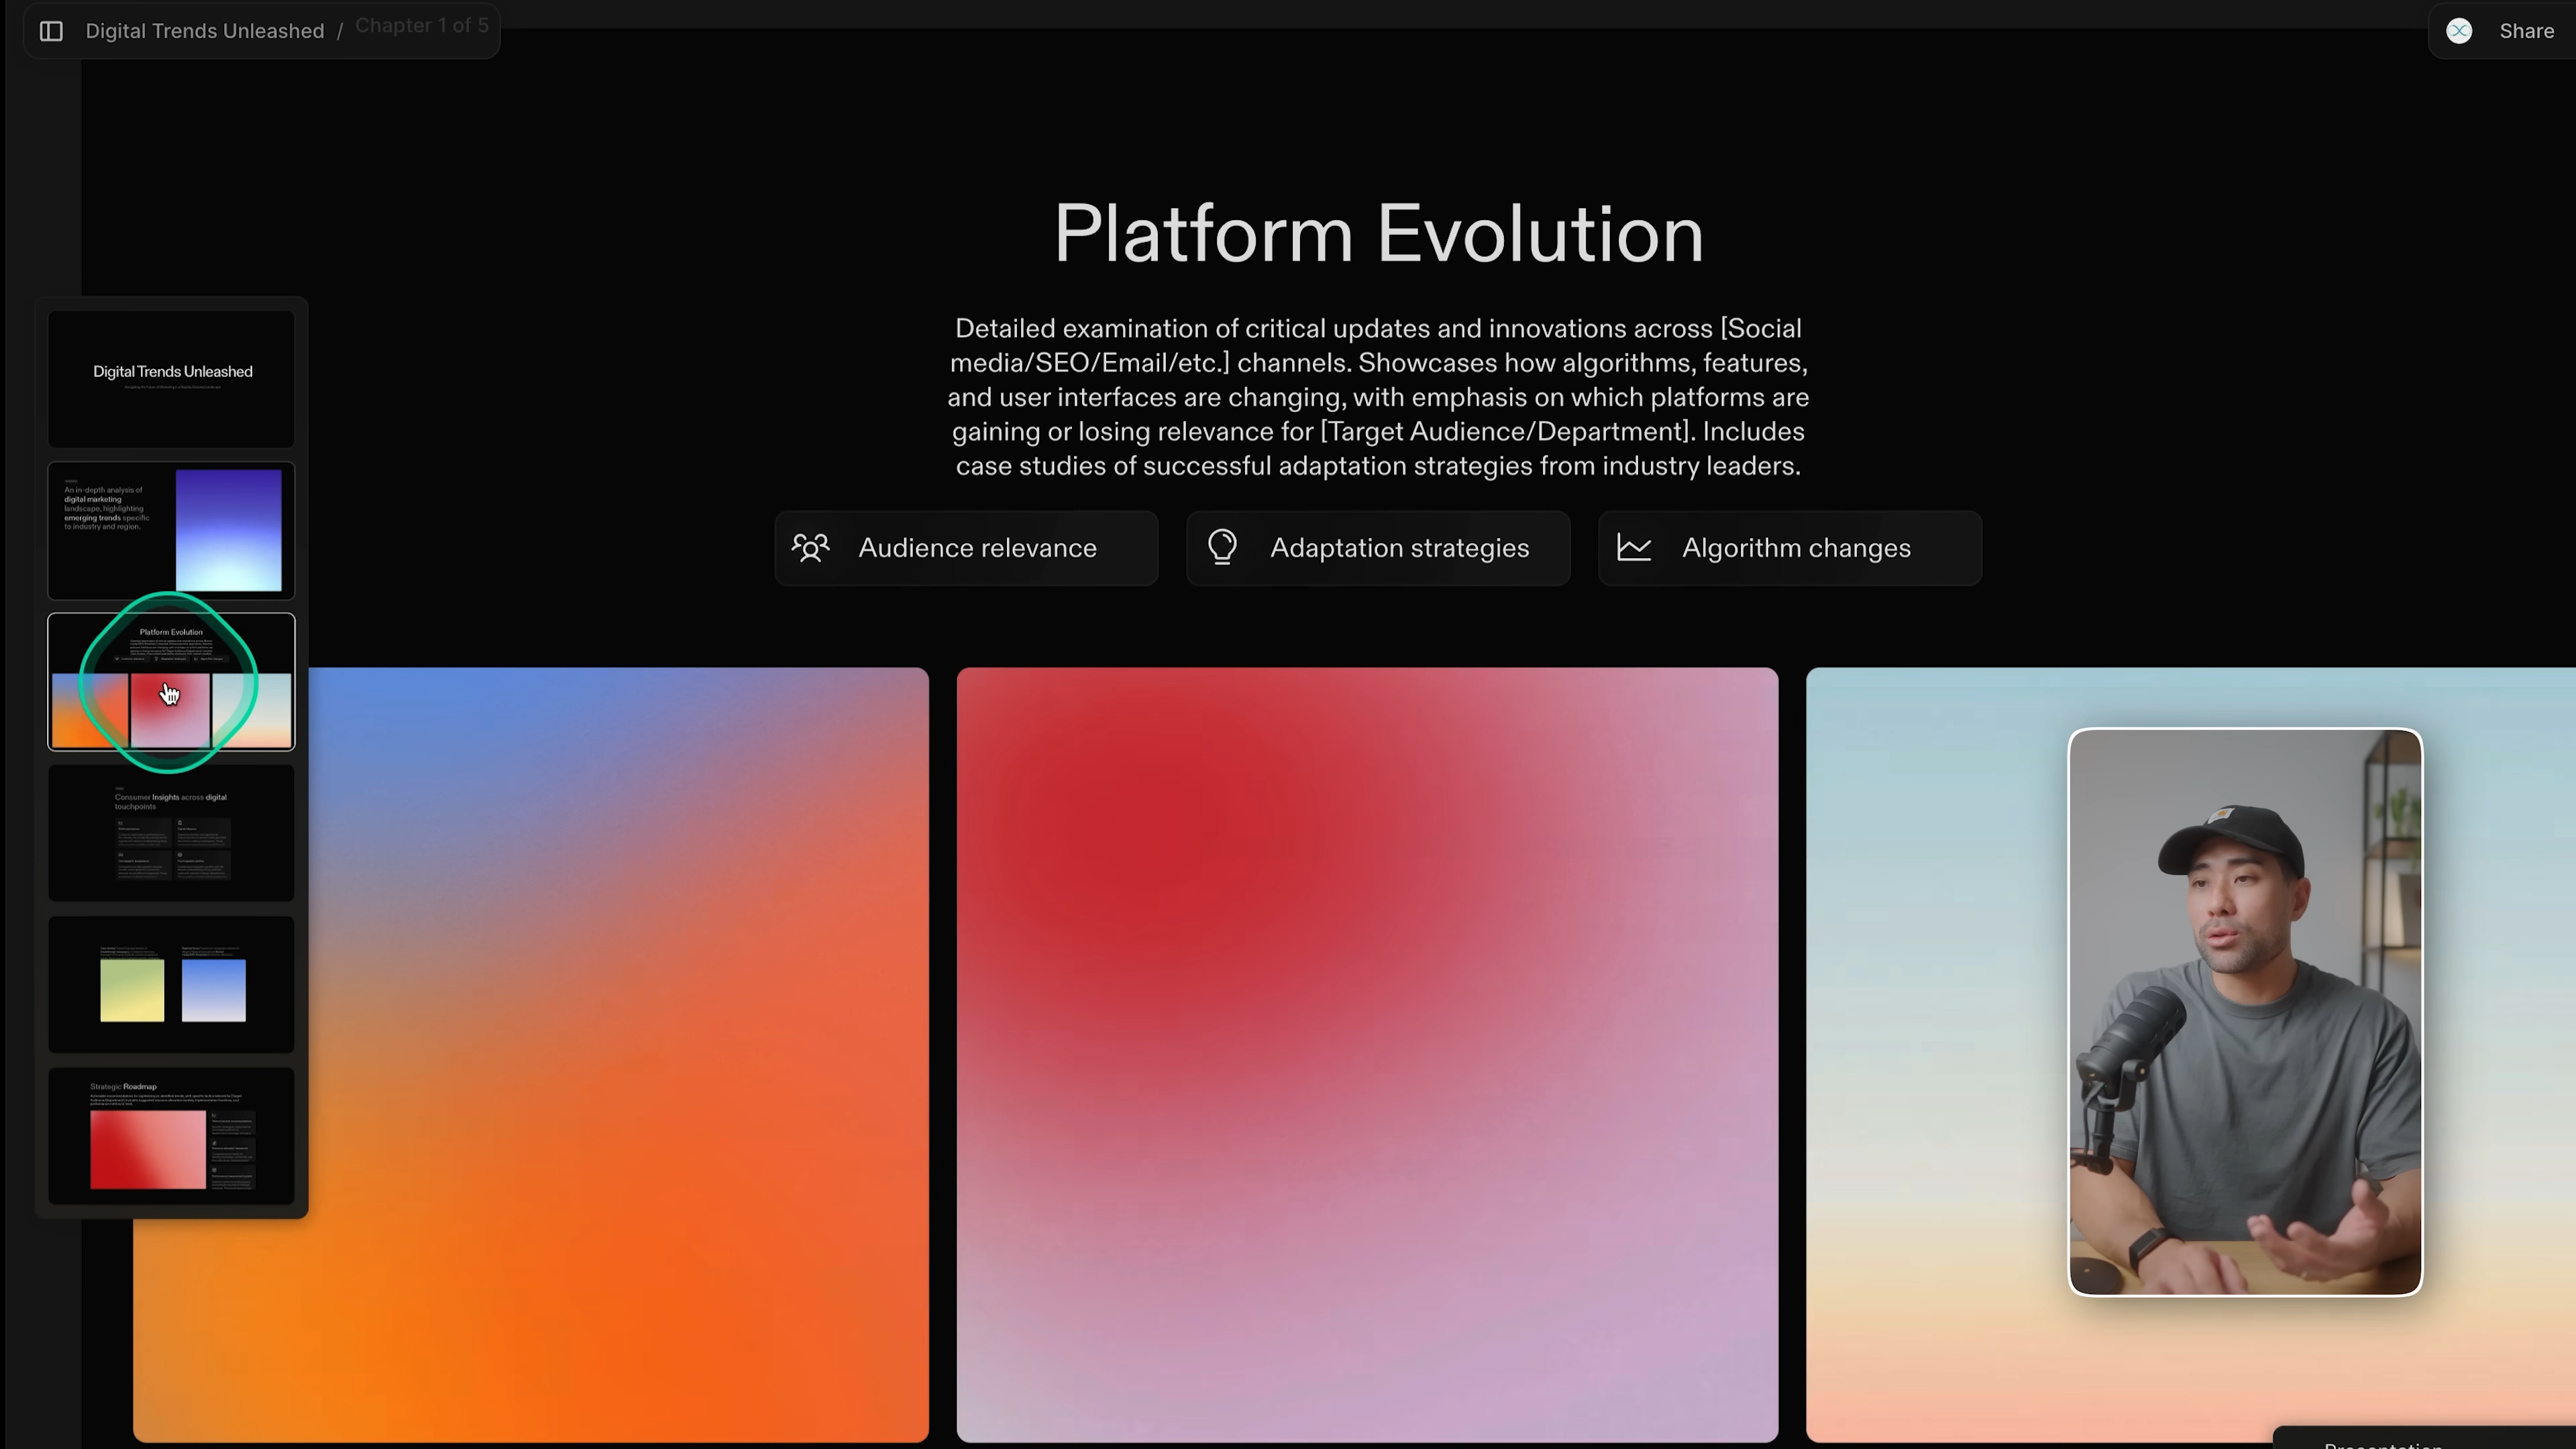 Digital Trends Unleashed / Chapter 1 of 5
Share
Platform Evolution
Detailed examination of critical updates and innovations across [Social
media/SEO/Email/etc.] channels. Showcases how algorithms, features,
and user interfaces are changing, with emphasis on which platforms are
gaining or losing relevance for [Target Audience/Department]. Includes
case studies of successful adaptation strategies from industry leaders.
Audience relevance
Adaptation strategies
Algorithm changes
Digital Trends Unleashed
An in-depth analysis of
digital marketing
landscape, highlighting
emerging trends specific
to industry and region.
Platform Evolution
Consumer Insights across digital
touchpoints
Strategic Roadmap
Presentation